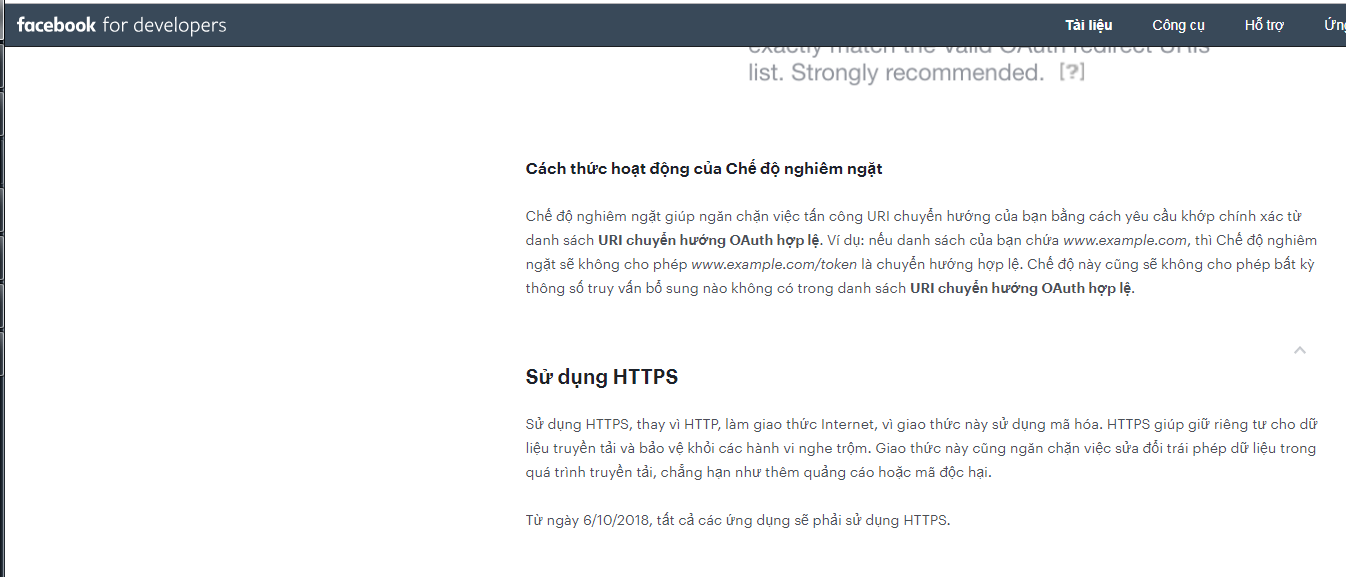 facebook for developers
Tài liệu
Công cụ
Hỗ trợ
exactly match the valid OAuth redirect URIs
list. Strongly recommended. [?]
Cách thức hoạt động của Chế độ nghiêm ngặt
Chế độ nghiêm ngặt giúp ngăn chặn việc tấn công URI chuyển hướng của bạn bằng cách yêu cầu khớp chính xác từ
danh sách URI chuyển hướng OAuth hợp lệ. Ví dụ: nếu danh sách của bạn chứa www.example.com, thì Chế độ nghiêm
ngặt sẽ không cho phép www.example.com/token là chuyển hướng hợp lệ. Chế độ này cũng sẽ không cho phép bất kỳ
thông số truy vấn bổ sung nào không có trong danh sách URI chuyển hướng OAuth hợp lệ.
Sử dụng HTTPS
Sử dụng HTTPS, thay vì HTTP, làm giao thức Internet, vì giao thức này sử dụng mã hóa. HTTPS giúp giữ riêng tư cho dữ
liệu truyền tải và bảo vệ khỏi các hành vi nghe trộm. Giao thức này cũng ngăn chặn việc sửa đổi trái phép dữ liệu trong
quá trình truyền tải, chẳng hạn như thêm quảng cáo hoặc mã độc hại.
Từ ngày 6/10/2018, tất cả các ứng dụng sẽ phải sử dụng HTTPS.